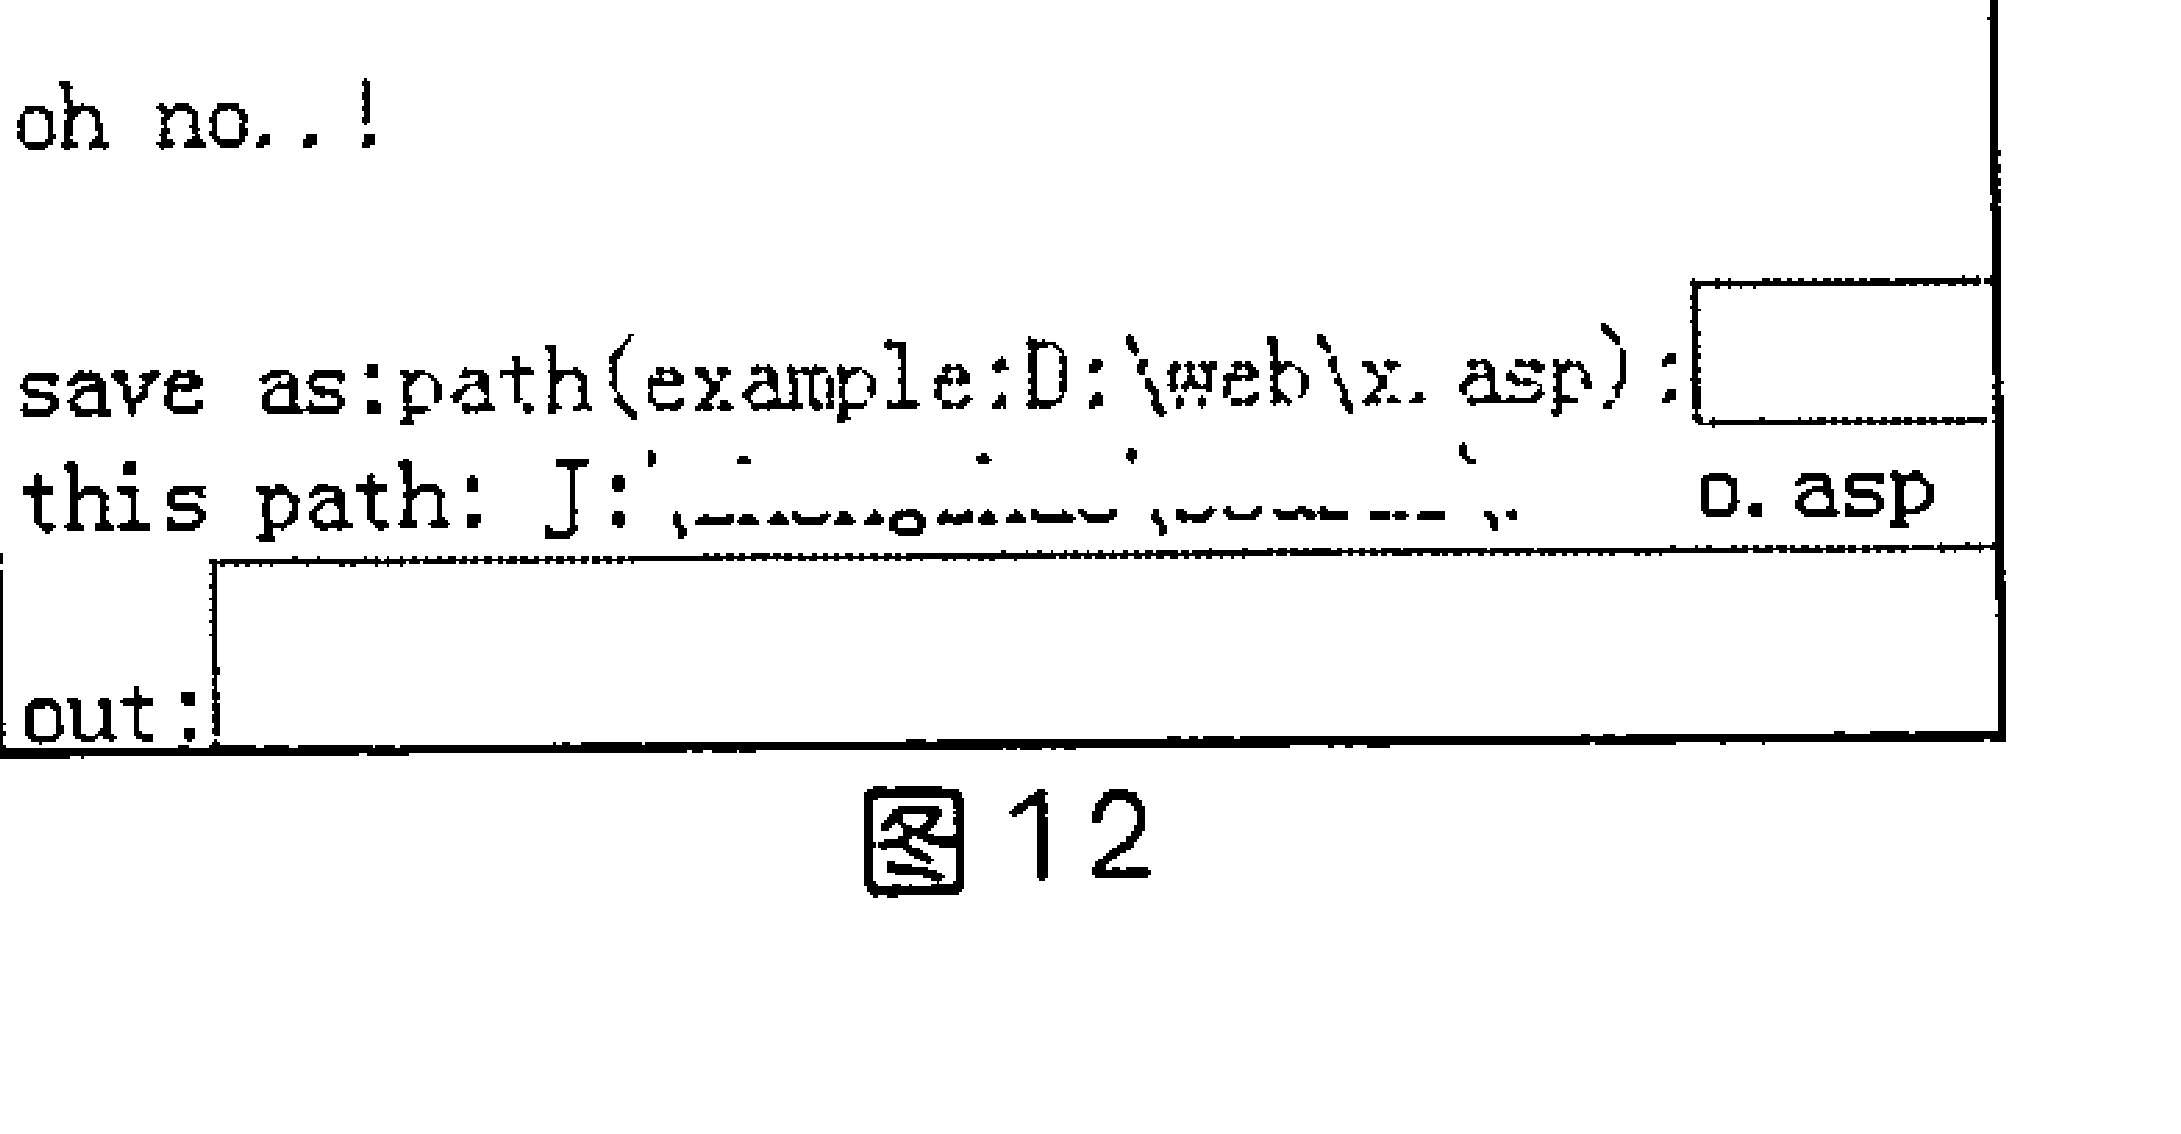 oh no..!
save as:path(example:D:\web\x.asp):
this path: J: o.asp
out:
图12